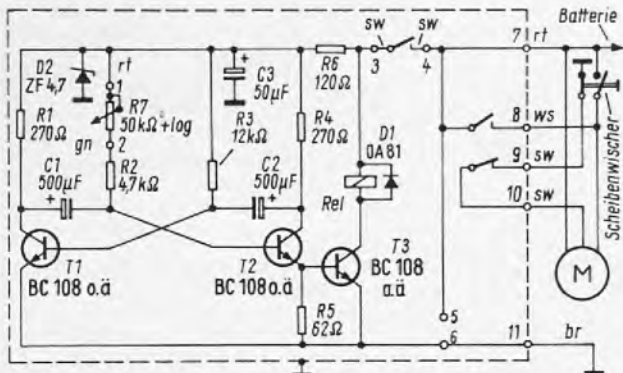 sw sw Batterie
3 4 7 rt
D2
ZF 4,7
rt
1
C3
50µF
R6
120Ω
R1
270Ω
R7
50kΩ+log
gn
2
R3
12kΩ
R4
270Ω
D1
OA81
8 ws
9 sw
10 sw
Scheibenwischer
C1
500µF
R2
4,7kΩ
C2
500µF
Rel
T1
BC 108 o.ä
T2
BC 108 o.ä
T3
BC 108
o.ä
M
R5
62Ω
5
6
11 br
+
+
+